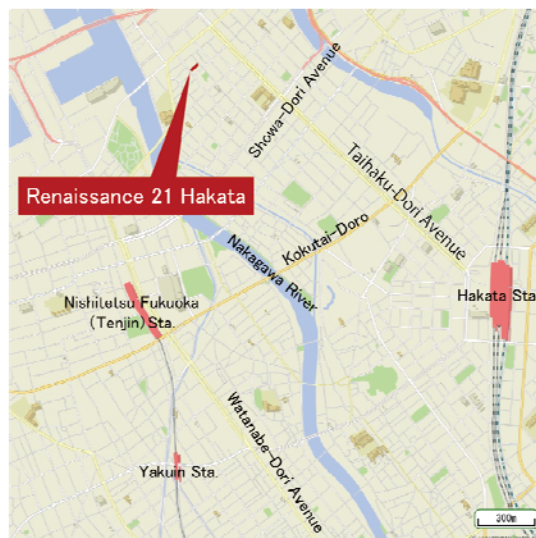 Showa-Dori Avenue
Taihaku-Dori Avenue
Renaissance 21 Hakata
Kokutai-Doro
Nakagawa River
Hakata Sta.
Nishitetsu Fukuoka
(Tenjin) Sta.
Watanabe-Dori Avenue
Yakuin Sta.
300m